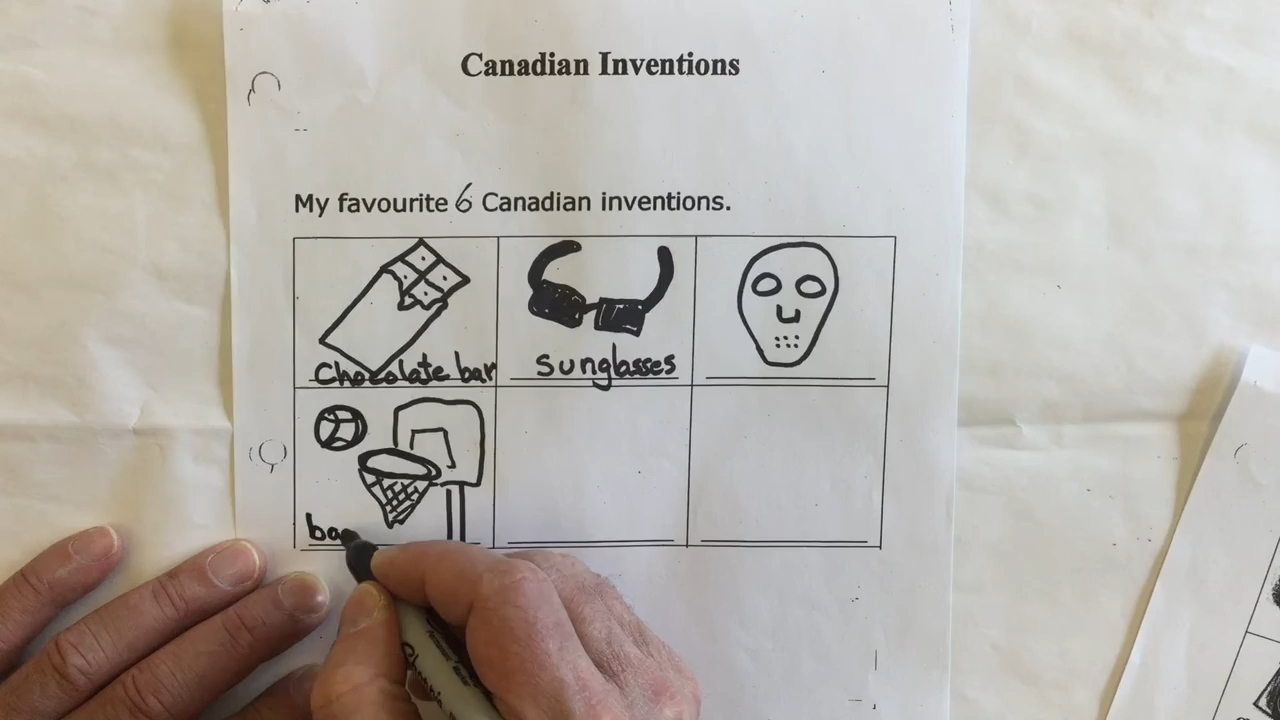 Canadian Inventions
My favourite 6 Canadian inventions.
Chocolate bar
Sunglasses
ba